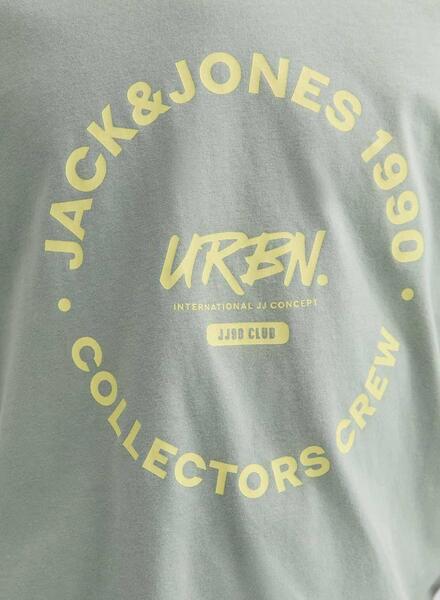 JACK&JONES 1990
URBN.
INTERNATIONAL JJ CONCEPT
JJ90 CLUB
• COLLECTORS CREW •